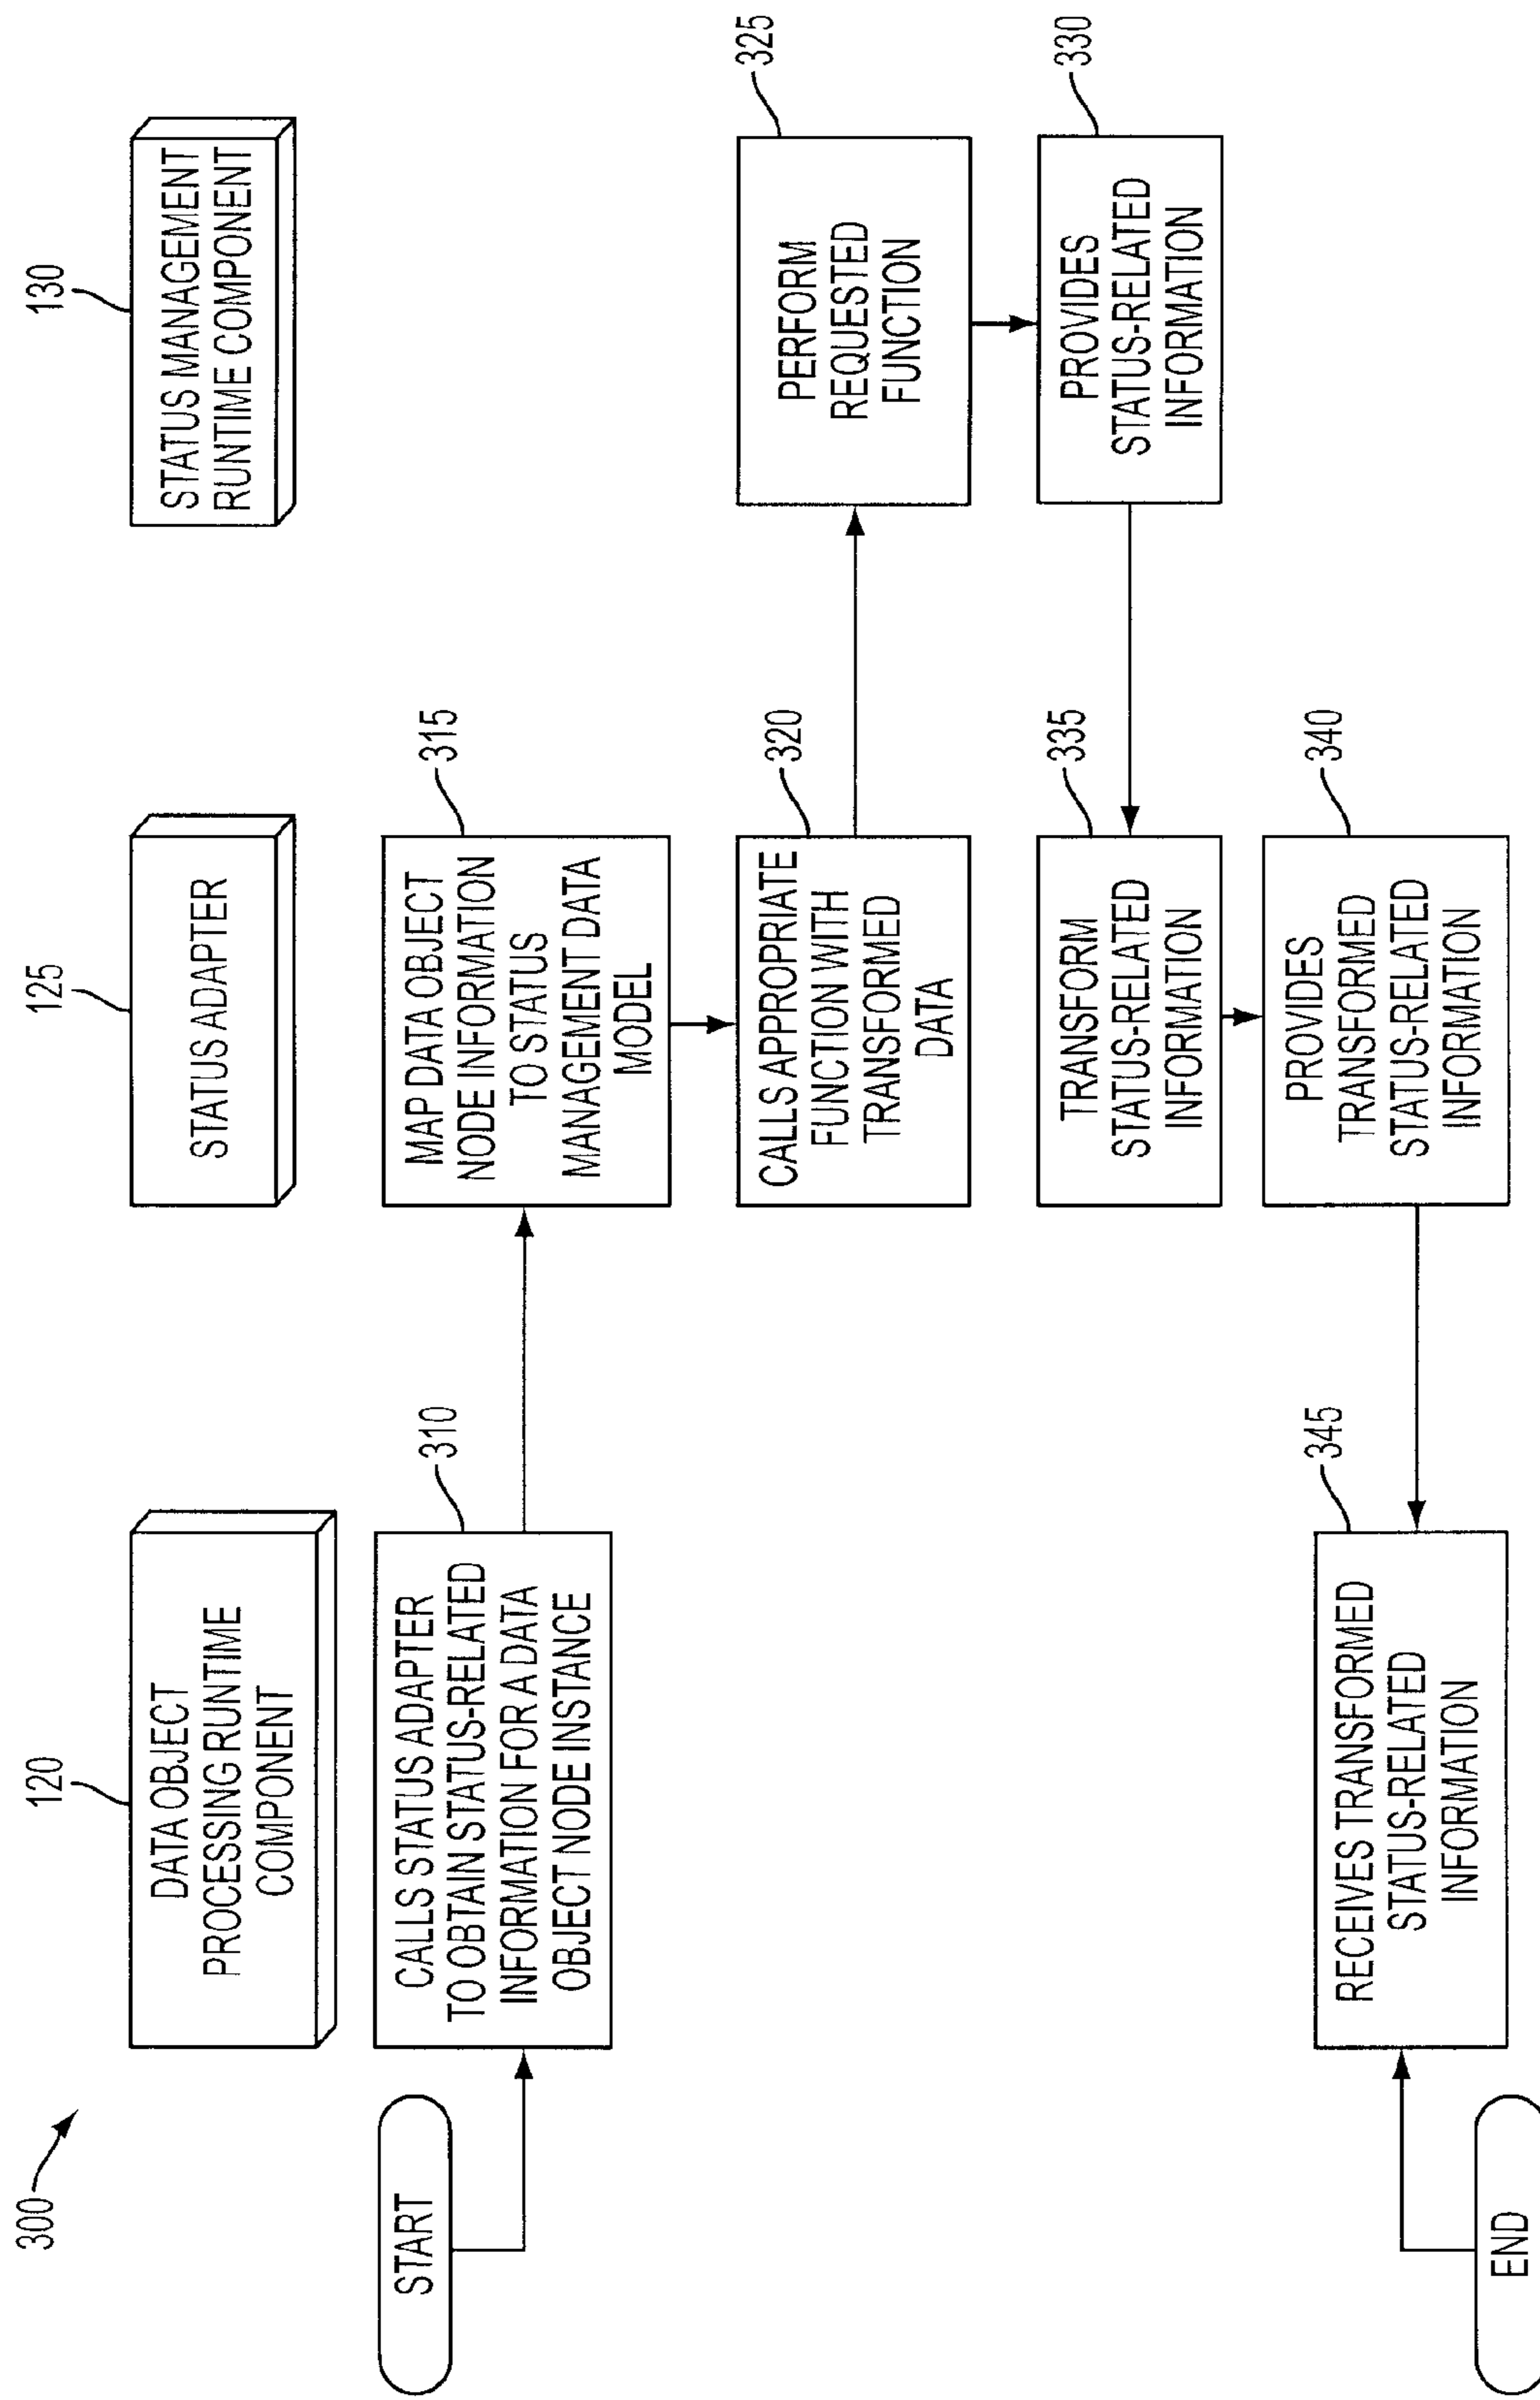 300
120
DATA OBJECT
PROCESSING RUNTIME
COMPONENT
125
STATUS ADAPTER
130
STATUS MANAGEMENT
RUNTIME COMPONENT
START
310
CALLS STATUS ADAPTER
TO OBTAIN STATUS-RELATED
INFORMATION FOR A DATA
OBJECT NODE INSTANCE
315
MAP DATA OBJECT
NODE INFORMATION
TO STATUS
MANAGEMENT DATA
MODEL
320
CALLS APPROPRIATE
FUNCTION WITH
TRANSFORMED
DATA
325
PERFORM
REQUESTED
FUNCTION
330
PROVIDES
STATUS-RELATED
INFORMATION
335
TRANSFORM
STATUS-RELATED
INFORMATION
340
PROVIDES
TRANSFORMED
STATUS-RELATED
INFORMATION
345
RECEIVES TRANSFORMED
STATUS-RELATED
INFORMATION
END